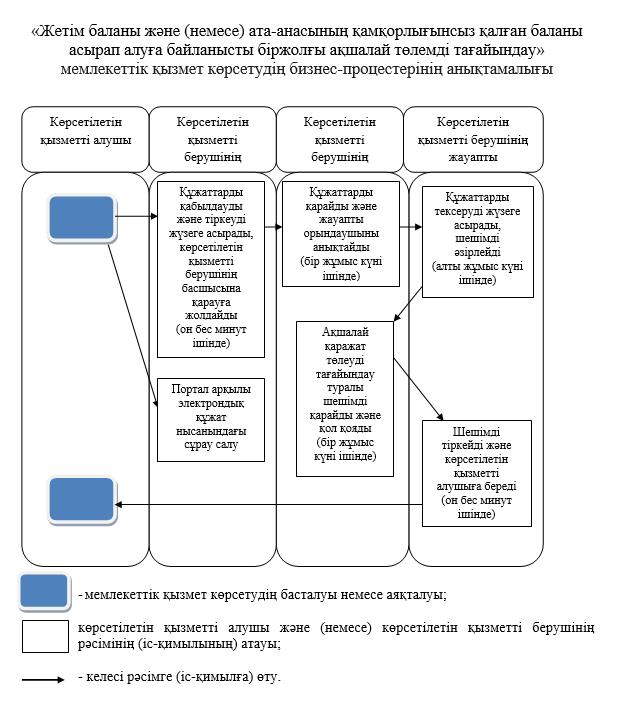 «Жетім баланы және (немесе) ата-анасының қамқорлығынсыз қалған баланы
асырап алуға байланысты біржолғы ақшалай төлемді тағайындау»
мемлекеттік қызмет көрсетудің бизнес-процестерінің анықтамалығы
Көрсетілетін
қызметті алушы
Көрсетілетін
қызметті
берушінің
Көрсетілетін
қызметті
берушінің
Көрсетілетін
қызметті берушінің
жауапты
Құжаттарды
қабылдауды
және тіркеуді
жүзеге асырады,
көрсетілетін
қызметті
берушінің
басшысына
қарауға
жолдайды
(он бес минут
ішінде)
Құжаттарды
қарайды және
жауапты
орындаушыны
анықтайды
(бір жұмыс күні
ішінде)
Құжаттарды
тексеруді жүзеге
асырады,
шешімді
әзірлейді
(алты жұмыс күні
ішінде)
Портал арқылы
электрондық
құжат
нысанындағы
сұрау салу
Ақшалай
қаражат
төлеуді
тағайындау
туралы
шешімді
қарайды және
қол қояды
(бір жұмыс
күні ішінде)
Шешімді
тіркейді және
көрсетілетін
қызметті
алушыға береді
(он бес минут
ішінде)
- мемлекеттік қызмет көрсетудің басталуы немесе аяқталуы;
көрсетілетін қызметті алушы және (немесе) көрсетілетін қызметті берушінің
рәсімінің (іс-қимылының) атауы;
- келесі рәсімге (іс-қимылға) өту.